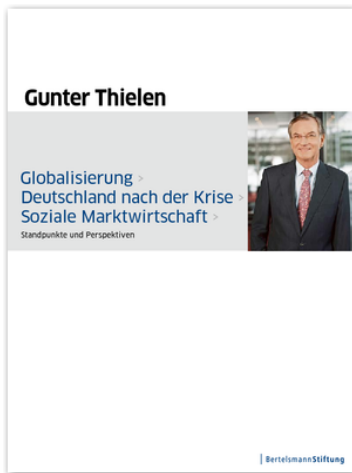 Gunter Thielen
Globalisierung >
Deutschland nach der Krise >
Soziale Marktwirtschaft >
Standpunkte und Perspektiven
| BertelsmannStiftung